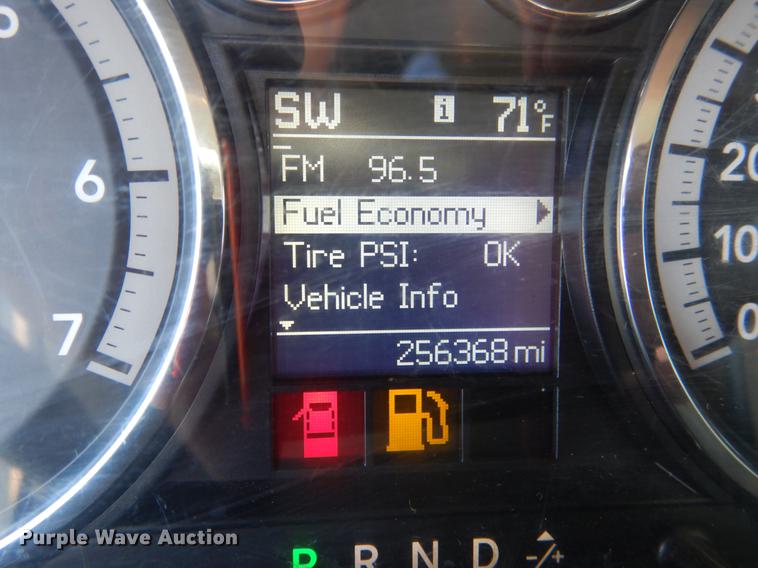 SW i 71°F
FM 96.5
Fuel Economy
Tire PSI: OK
Vehicle Info
256368 mi
6
7
20
10
0
P R N D -/+
Purple Wave Auction